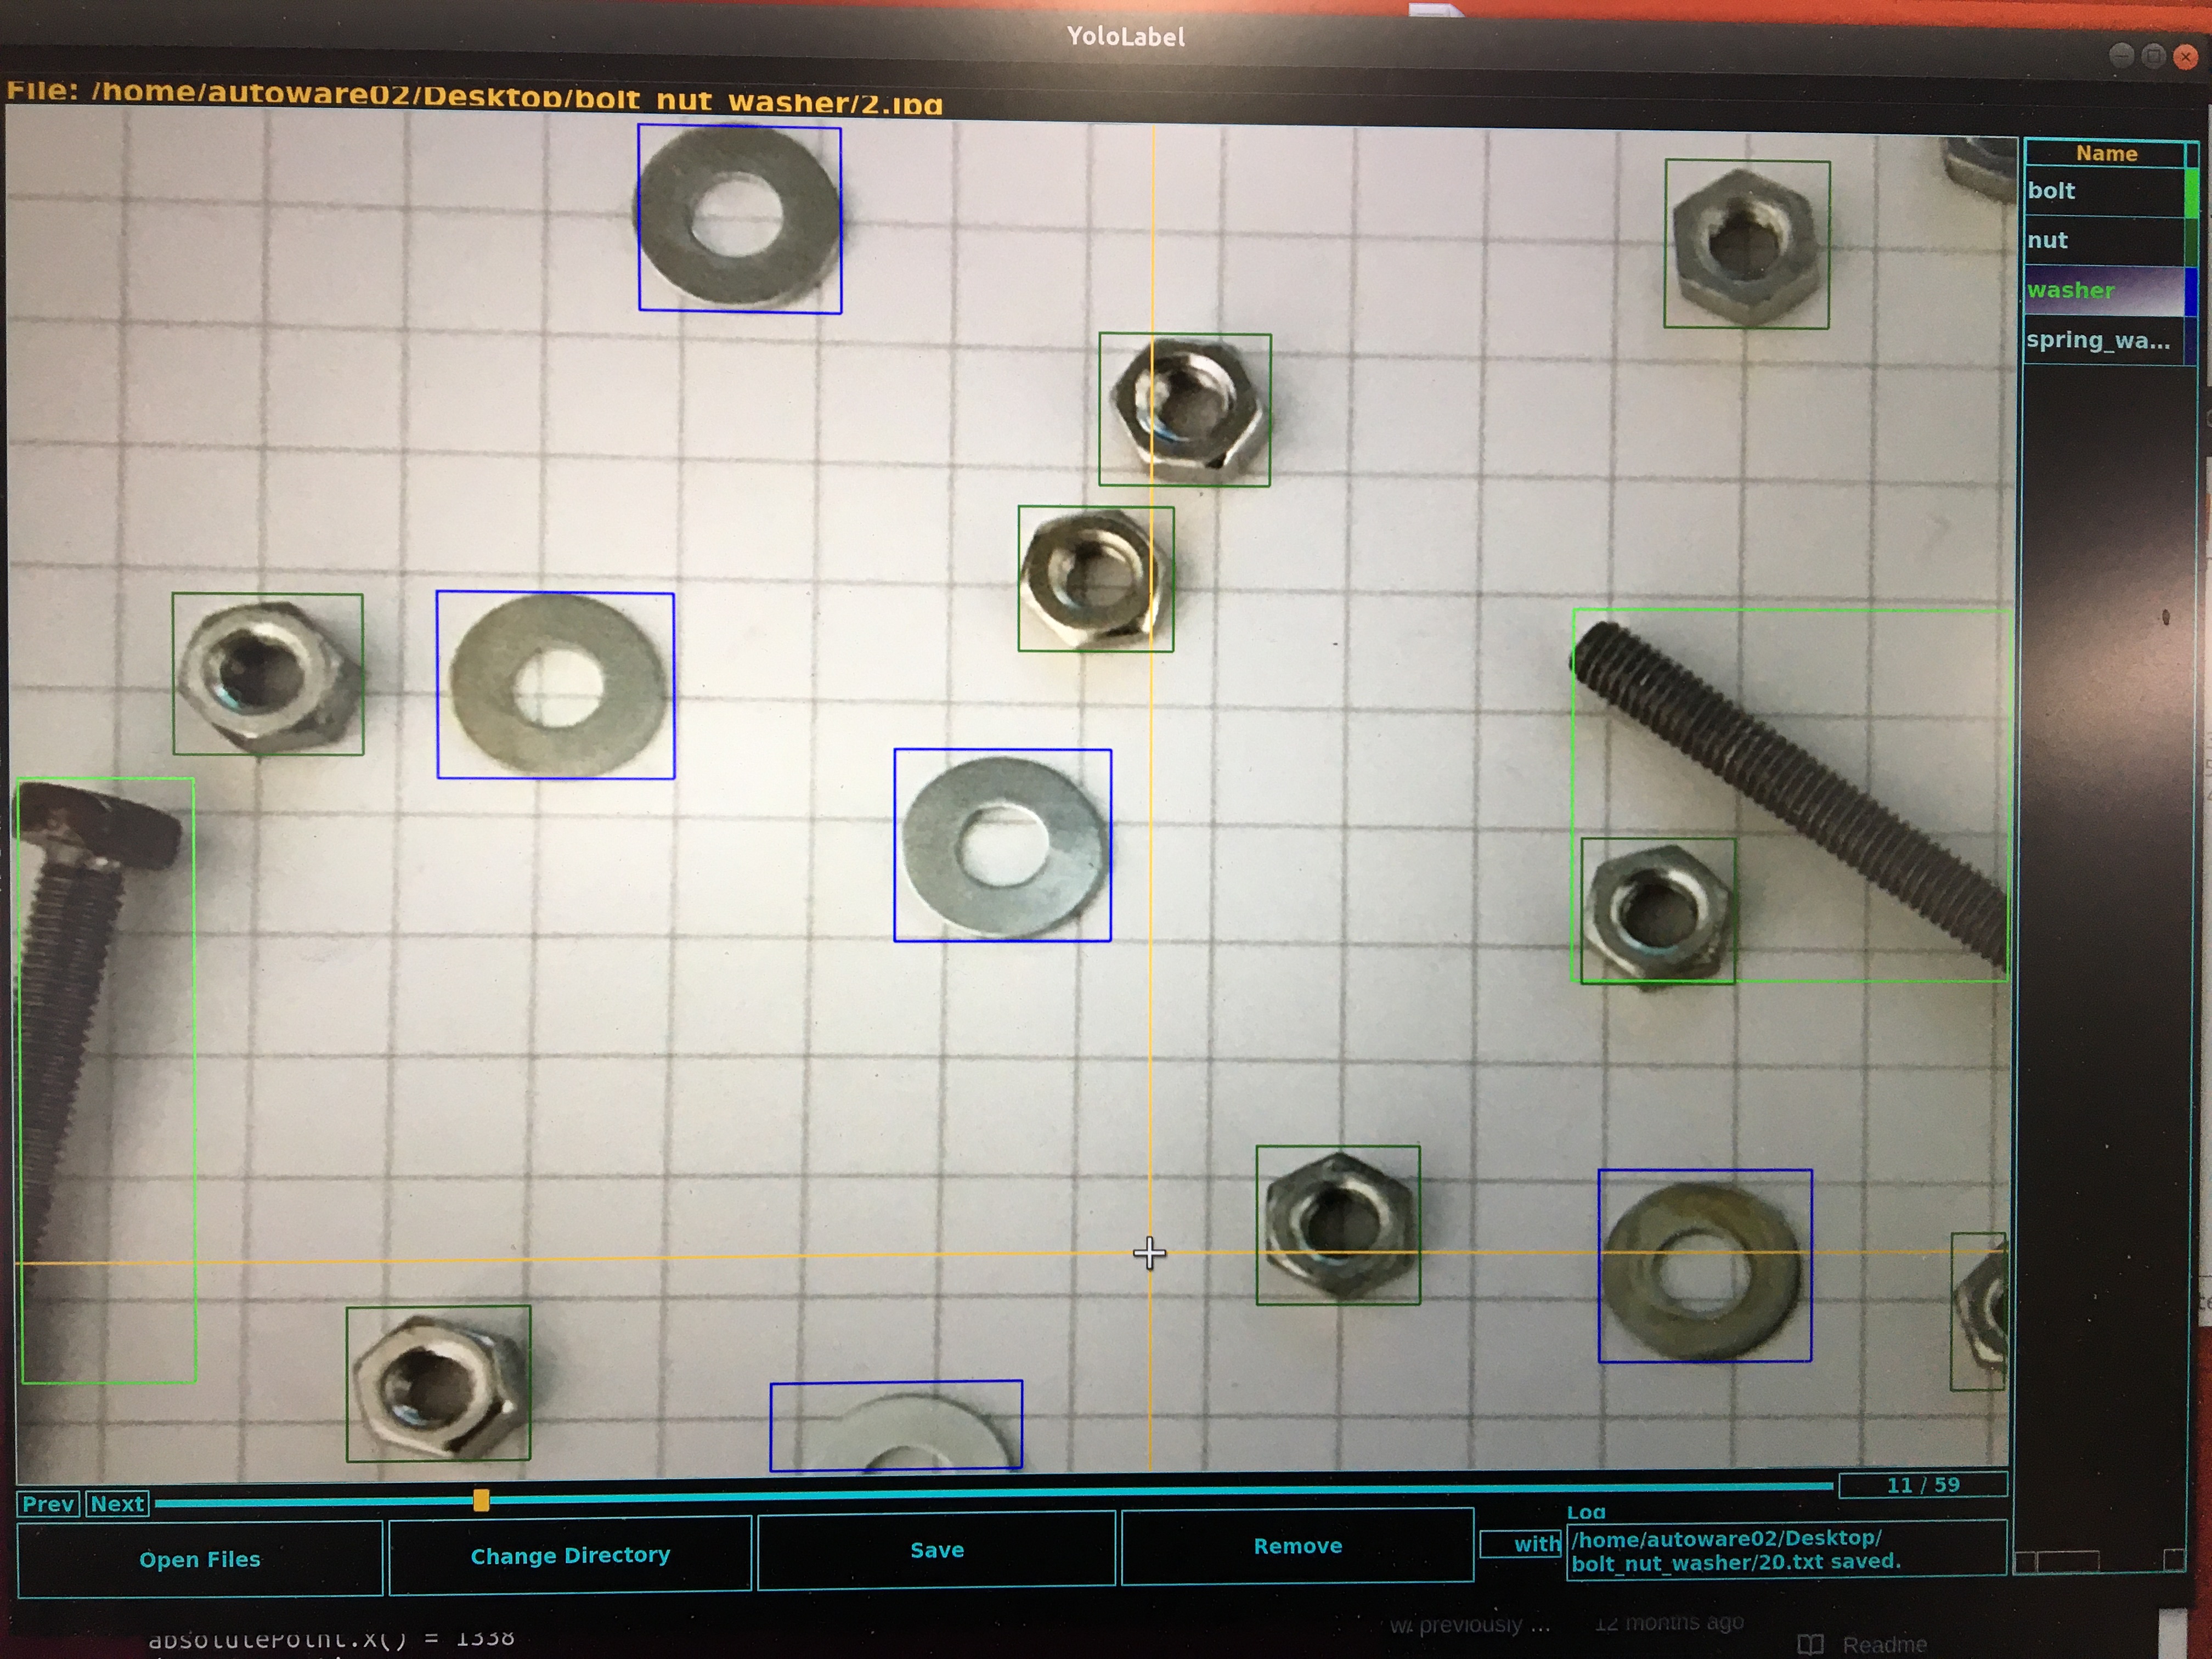 YoloLabel
File: /home/autoware02/Desktop/bolt_nut_washer/2.jpg
Name
bolt
nut
washer
spring_wa...
Prev
Next
11 / 59
Open Files
Change Directory
Save
Remove
with
Log
/home/autoware02/Desktop/
bolt_nut_washer/20.txt saved.
absolutePoint.x() = 1338
previously ...
12 months ago
Readme